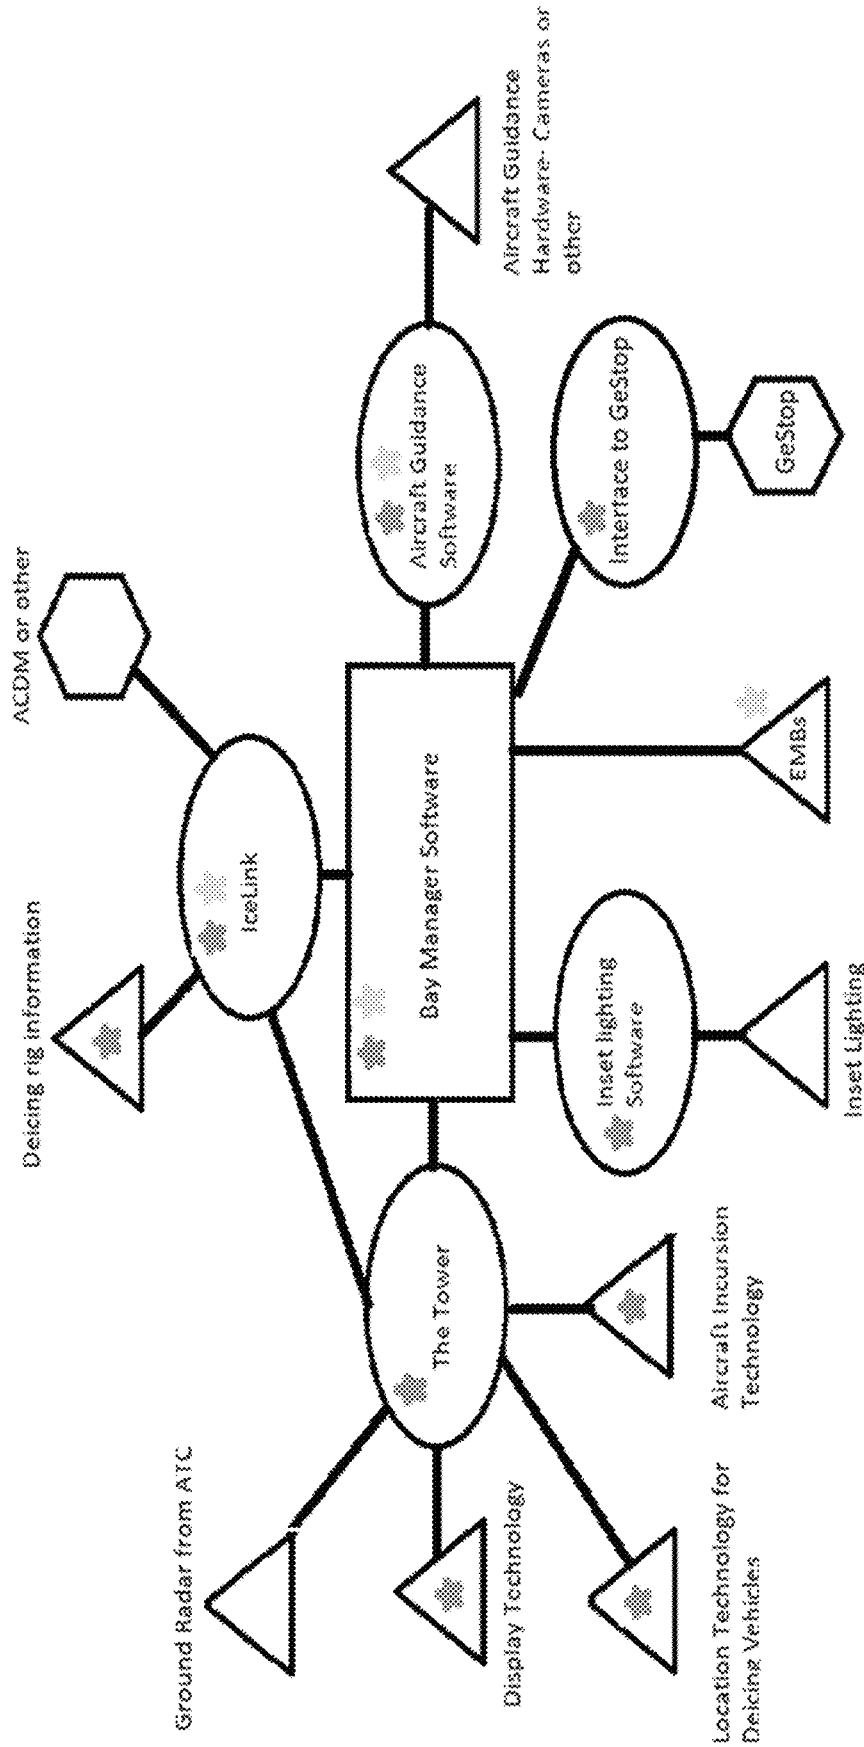 Ground Radar from ATC
Deicing rig information
ACDM or other
IceLink
Display Technology
The Tower
Bay Manager Software
Aircraft Guidance
Software
Aircraft Guidance
Hardware- Cameras or
other
Location Technology for
Deicing Vehicles
Aircraft Incursion
Technology
Inset lighting
Software
Inset Lighting
EMBs
Interface to GeStop
GeStop